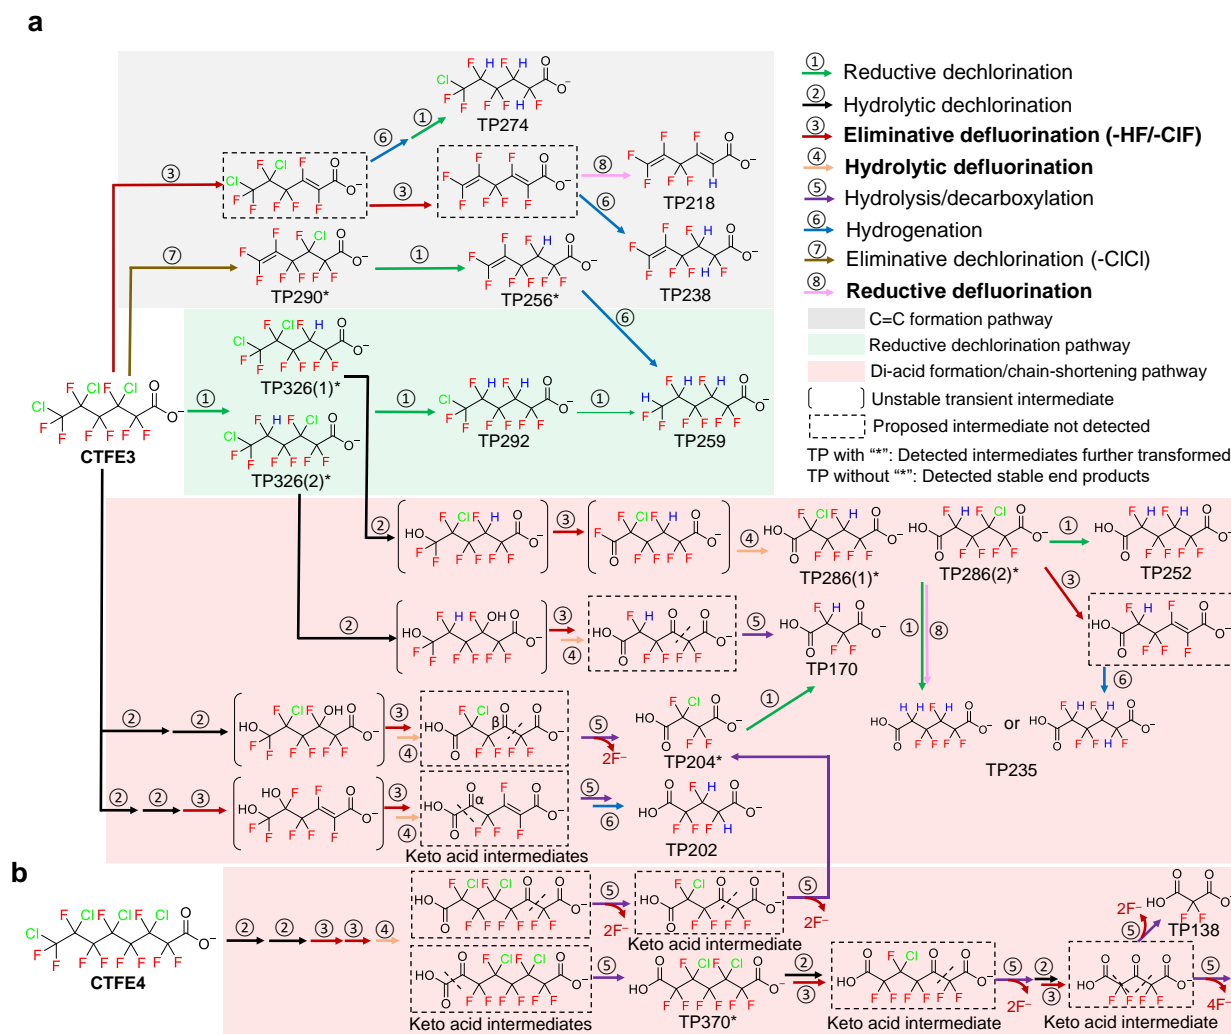 a
① Reductive dechlorination
② Hydrolytic dechlorination
③ Eliminative defluorination (-HF/-ClF)
④ Hydrolytic defluorination
⑤ Hydrolysis/decarboxylation
⑥ Hydrogenation
⑦ Eliminative dechlorination (-ClCl)
⑧ Reductive defluorination
C=C formation pathway
Reductive dechlorination pathway
Di-acid formation/chain-shortening pathway
Unstable transient intermediate
Proposed intermediate not detected
TP with “*”: Detected intermediates further transformed
TP without “*”: Detected stable end products
TP274
TP218
TP290*
TP256*
TP238
TP326(1)*
CTFE3
TP326(2)*
TP292
TP259
TP286(1)*
TP286(2)*
TP252
TP170
β
2F⁻
TP204*
or
TP235
α
TP202
Keto acid intermediates
b
CTFE4
2F⁻
Keto acid intermediate
2F⁻
2F⁻
TP138
Keto acid intermediates
TP370*
Keto acid intermediate
2F⁻
Keto acid intermediate
4F⁻